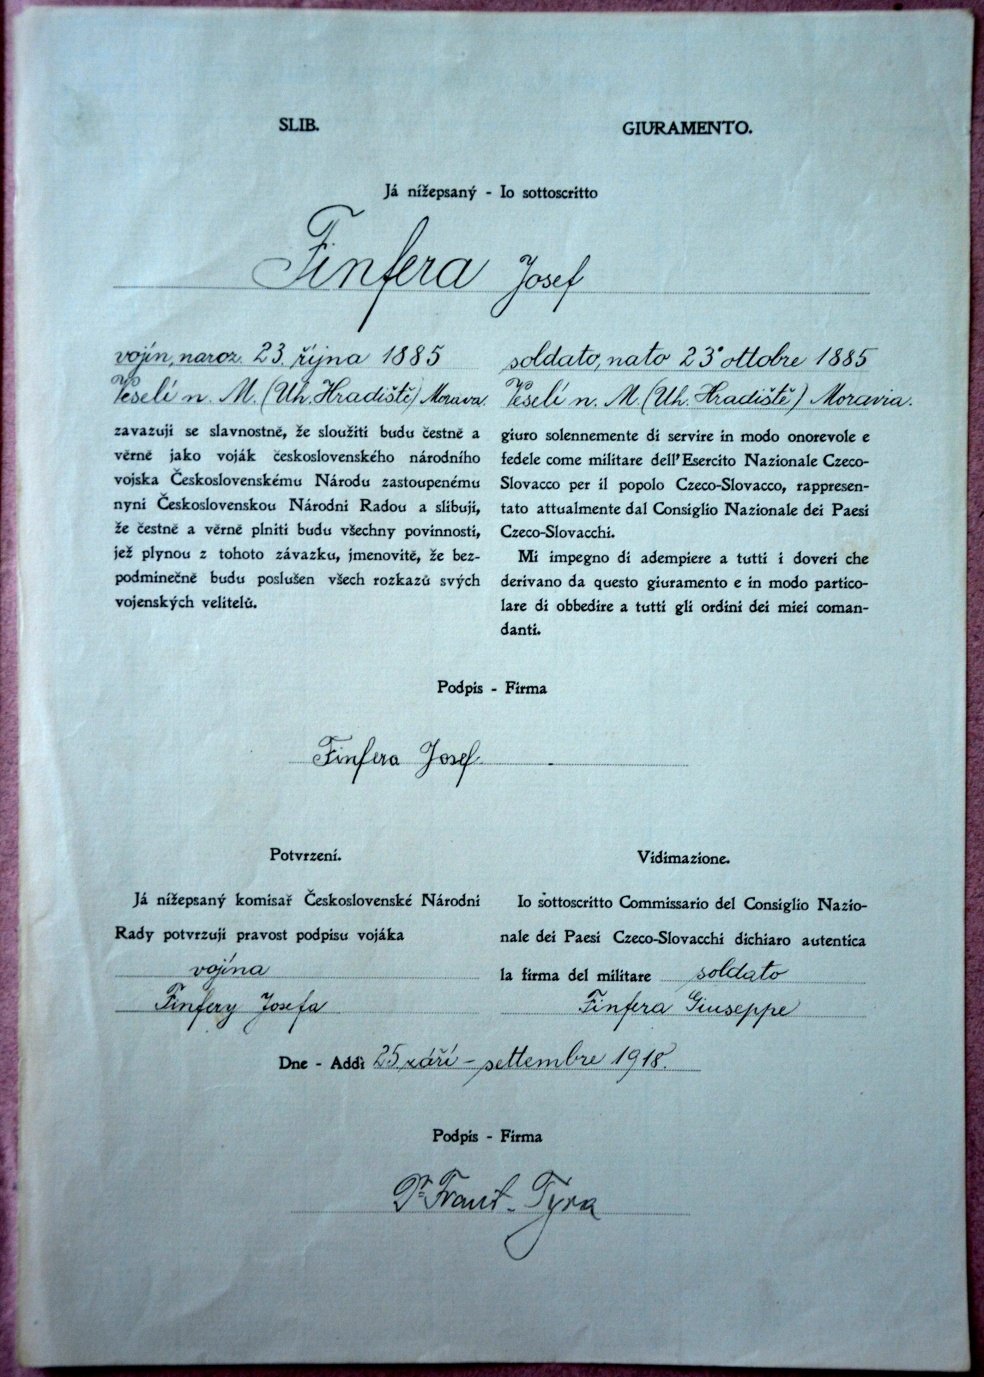 SLIB.
GIURAMENTO.
Já nížepsaný - Io sottoscritto
Finfera Josef
vojín, naroz. 23. října 1885
Veselí n. M. (Uh. Hradiště) Morava.
zavazuji se slavnostně, že sloužiti budu čestně a
věrně jako voják československého národního
vojska Československému Národu zastoupenému
nyní Československou Národní Radou a slibuji,
že čestně a věrně plniti budu všechny povinnosti,
jež plynou z tohoto závazku, jmenovitě, že bez-
podminečně budu poslušen všech rozkazů svých
vojenských velitelů.
soldato, nato 23° ottobre 1885
Veselí n. M. (Uh. Hradiště) Moravia.
giuro solennemente di servire in modo onorevole e
fedele come militare dell'Esercito Nazionale Czeco-
Slovacco per il popolo Czeco-Slovacco, rappresen-
tato attualmente dal Consiglio Nazionale dei Paesi
Czeco-Slovacchi.
Mi impegno di adempiere a tutti i doveri che
derivano da questo giuramento e in modo partico-
lare di obbedire a tutti gli ordini dei miei coman-
danti.
Podpis - Firma
Finfera Josef
Potvrzení.
Já nížepsaný komisař Československé Národni
Rady potvrzuji pravost podpisu vojáka
vojína
Finfery Josefa
Vidimazione.
Io sottoscritto Commissario del Consiglio Nazio-
nale dei Paesi Czeco-Slovacchi dichiaro autentica
la firma del militare soldato
Finfera Giuseppe
Dne - Addì 25. září - settembre 1918.
Podpis - Firma
Dr Frant. Týra